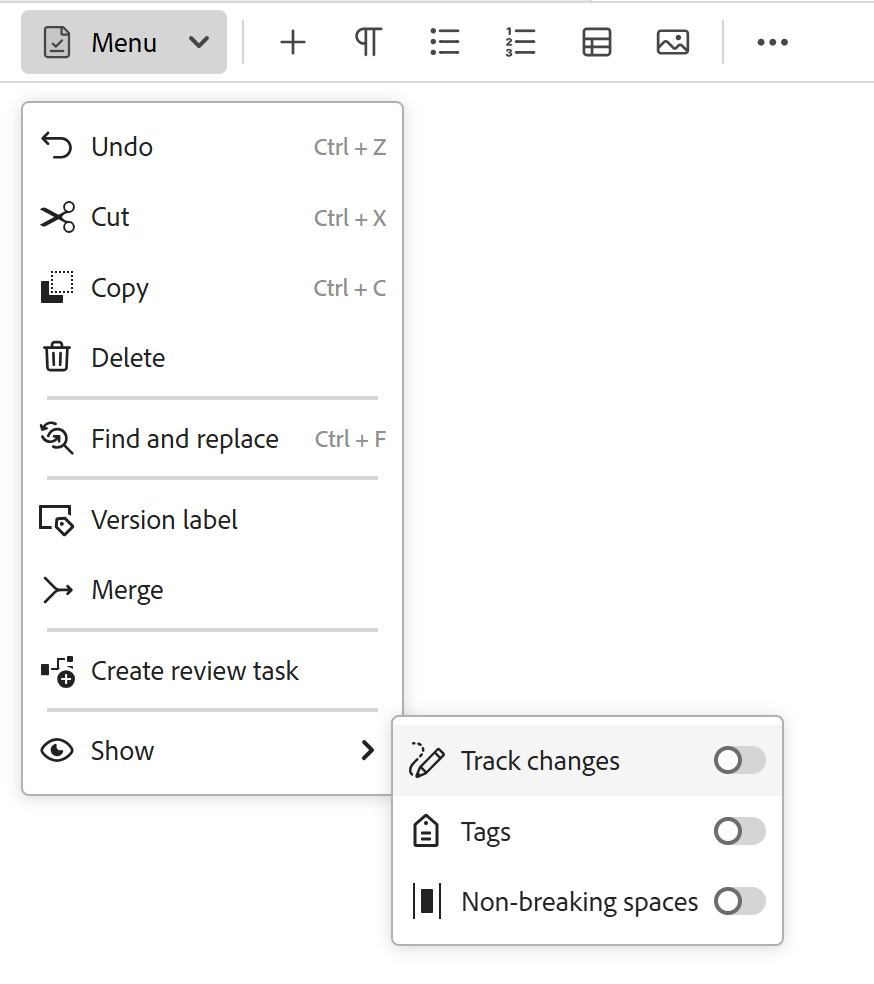 Menu
Undo Ctrl + Z
Cut Ctrl + X
Copy Ctrl + C
Delete
Find and replace Ctrl + F
Version label
Merge
Create review task
Show
Track changes
Tags
Non-breaking spaces